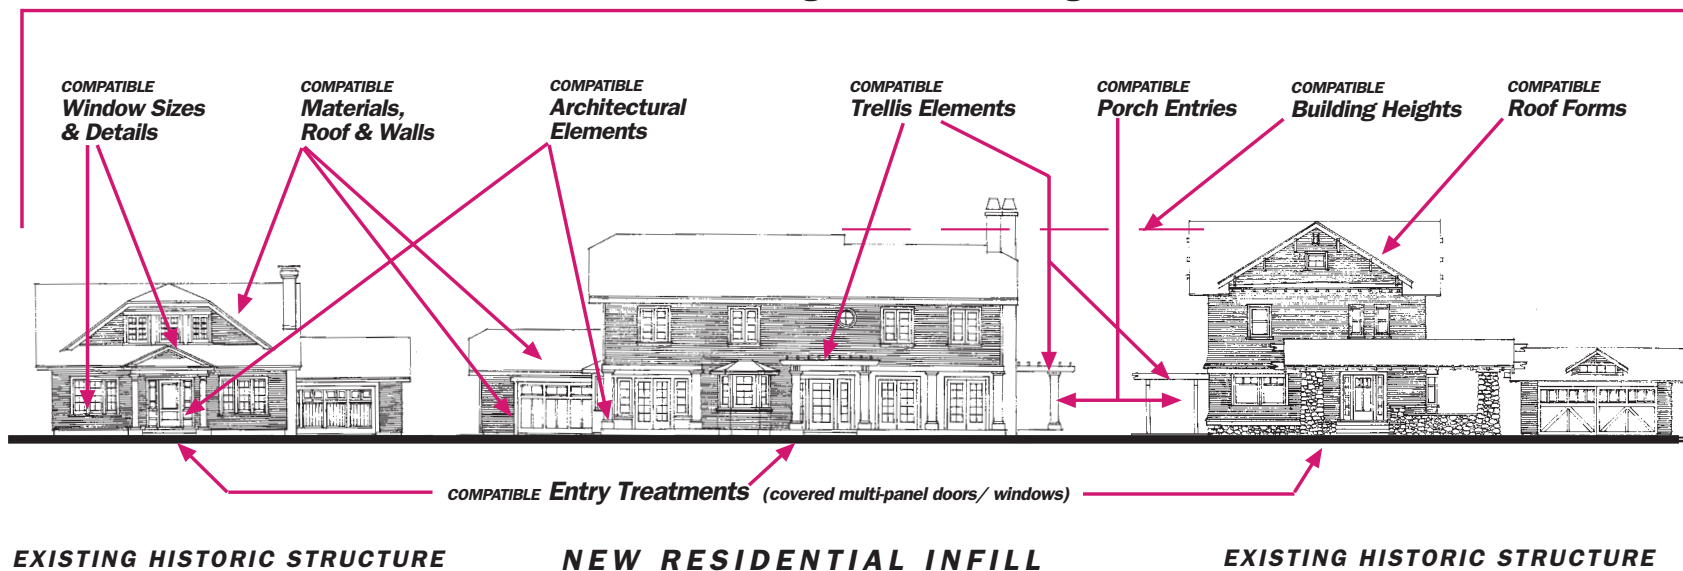 COMPATIBLE
Window Sizes
& Details
COMPATIBLE
Materials,
Roof & Walls
COMPATIBLE
Architectural
Elements
COMPATIBLE
Trellis Elements
COMPATIBLE
Porch Entries
COMPATIBLE
Building Heights
COMPATIBLE
Roof Forms
COMPATIBLE Entry Treatments (covered multi-panel doors/ windows)
EXISTING HISTORIC STRUCTURE
NEW RESIDENTIAL INFILL
EXISTING HISTORIC STRUCTURE